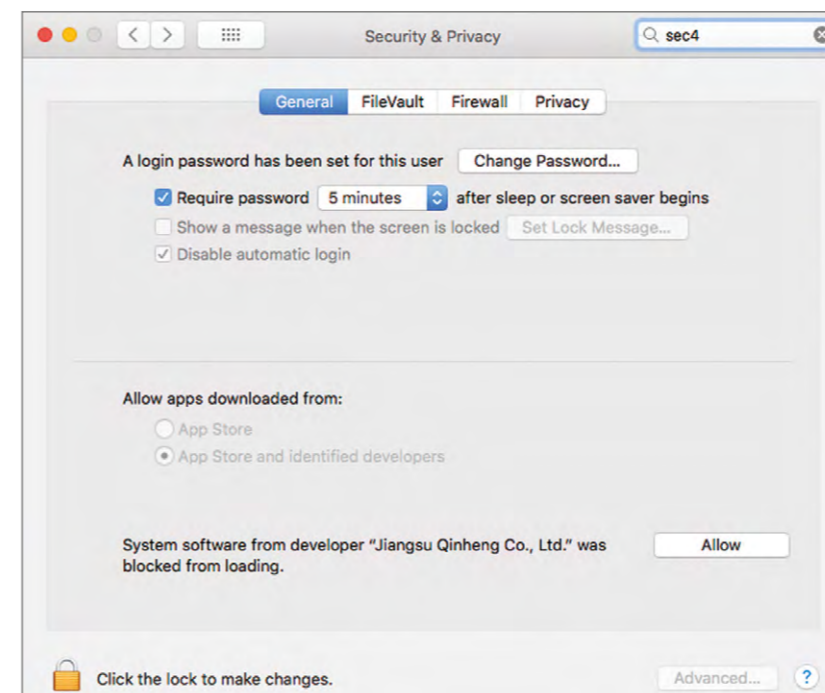 Security & Privacy
sec4
General FileVault Firewall Privacy
A login password has been set for this user Change Password...
Require password 5 minutes after sleep or screen saver begins
Show a message when the screen is locked Set Lock Message...
Disable automatic login
Allow apps downloaded from:
App Store
App Store and identified developers
System software from developer “Jiangsu Qinheng Co., Ltd.” was
blocked from loading.
Allow
Click the lock to make changes.
Advanced... ?